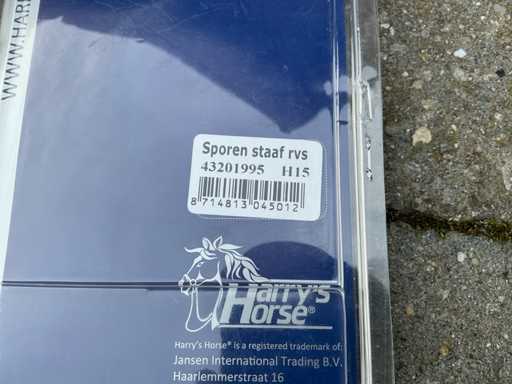 WWW.HARR
Sporen staaf rvs
43201995 H15
8 714813 045012
Harry's
Horse®
Harry's Horse® is a registered trademark of:
Jansen International Trading B.V.
Haarlemmerstraat 16